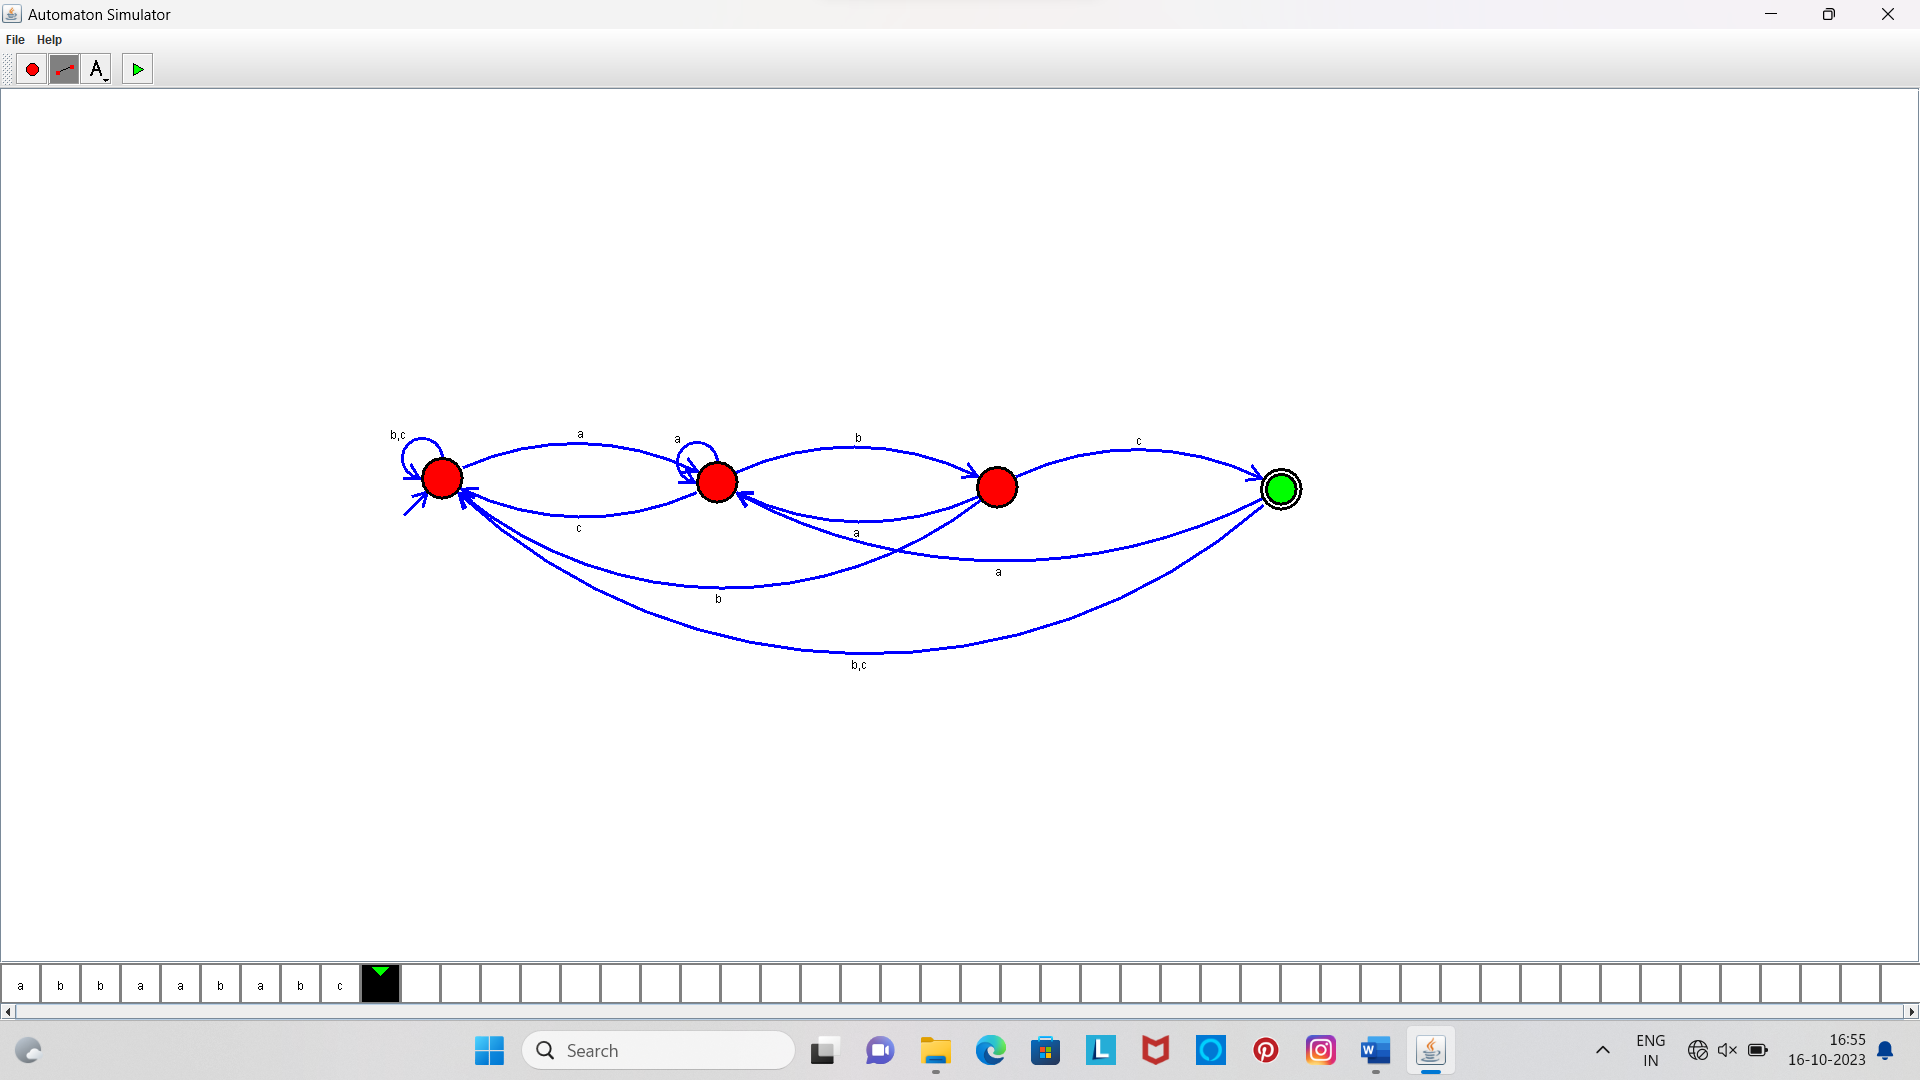 Automaton Simulator
File Help
A
b,c
a
a
b
c
c
a
a
b
b,c
a b b a a b a b c
Search
L
W
ENG
IN
16:55
16-10-2023